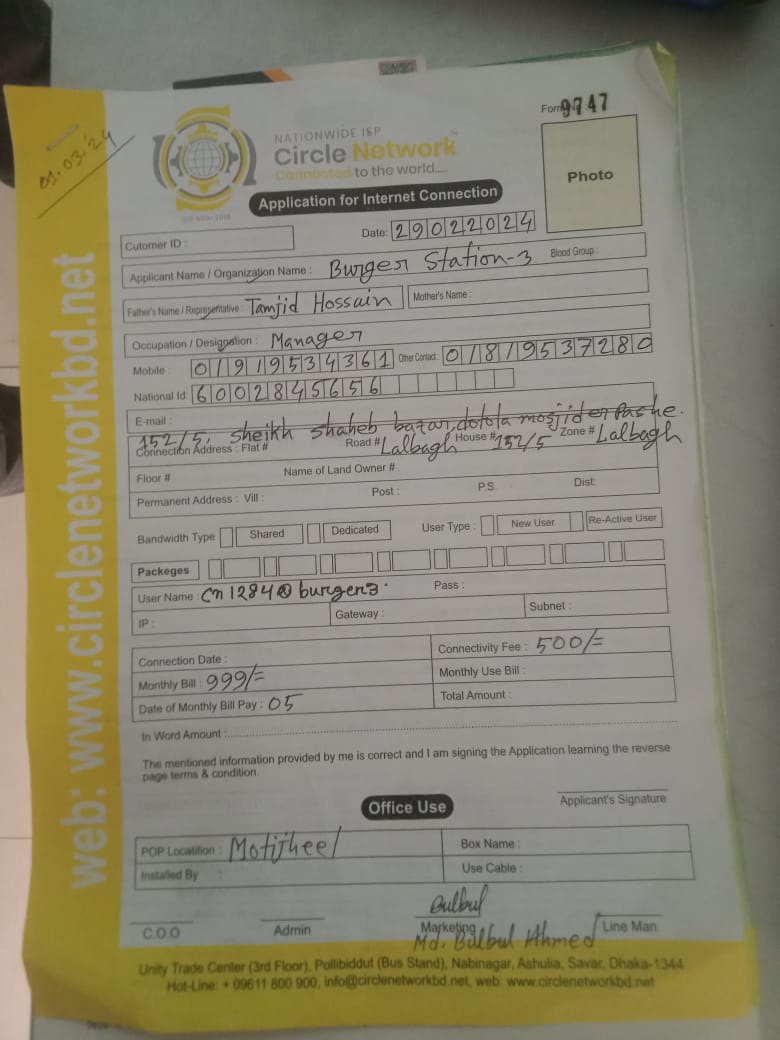 01.03.24
Form No 9747
NATIONWIDE ISP
Circle Network
Connected to the world....
ISO 9001:2015
Application for Internet Connection
Photo
Date: 29022024
Cutomer ID :
Applicant Name / Organization Name : Burger Station-3 Blood Group :
Father's Name / Representative : Tamjid Hossain Mother's Name :
Occupation / Designation : Manager
Mobile : 01919534361 Other Contact : 01819537280
National Id: 6002845656
E-mail :
152/5, Sheikh Shaheb bazar, dotola mosjider Pashe.
Connection Address : Flat # Road # Lalbagh House # 152/5 Zone # Lalbagh
Floor # Name of Land Owner #
Permanent Address : Vill : Post : P.S. Dist:
Bandwidth Type Shared Dedicated User Type : New User Re-Active User
Packeges
User Name : Cn1284@burger3. Pass :
IP : Gateway : Subnet :
Connection Date : Connectivity Fee : 500/=
Monthly Bill : 999/= Monthly Use Bill :
Date of Monthly Bill Pay : 05 Total Amount :
In Word Amount :
The mentioned information provided by me is correct and I am signing the Application learning the reverse
page terms & condition.
Applicant's Signature
Office Use
POP Locatition : Motijheel Box Name :
Installed By : Use Cable :
Bulbul
C.O.O Admin Marketing Line Man
Md. Bulbul Ahmed
Unity Trade Center (3rd Floor), Pollibiddut (Bus Stand), Nabinagar, Ashulia, Savar, Dhaka-1344
Hot-Line: + 09611 800 900, info@circlenetworkbd.net, web: www.circlenetworkbd.net
web: www.circlenetworkbd.net